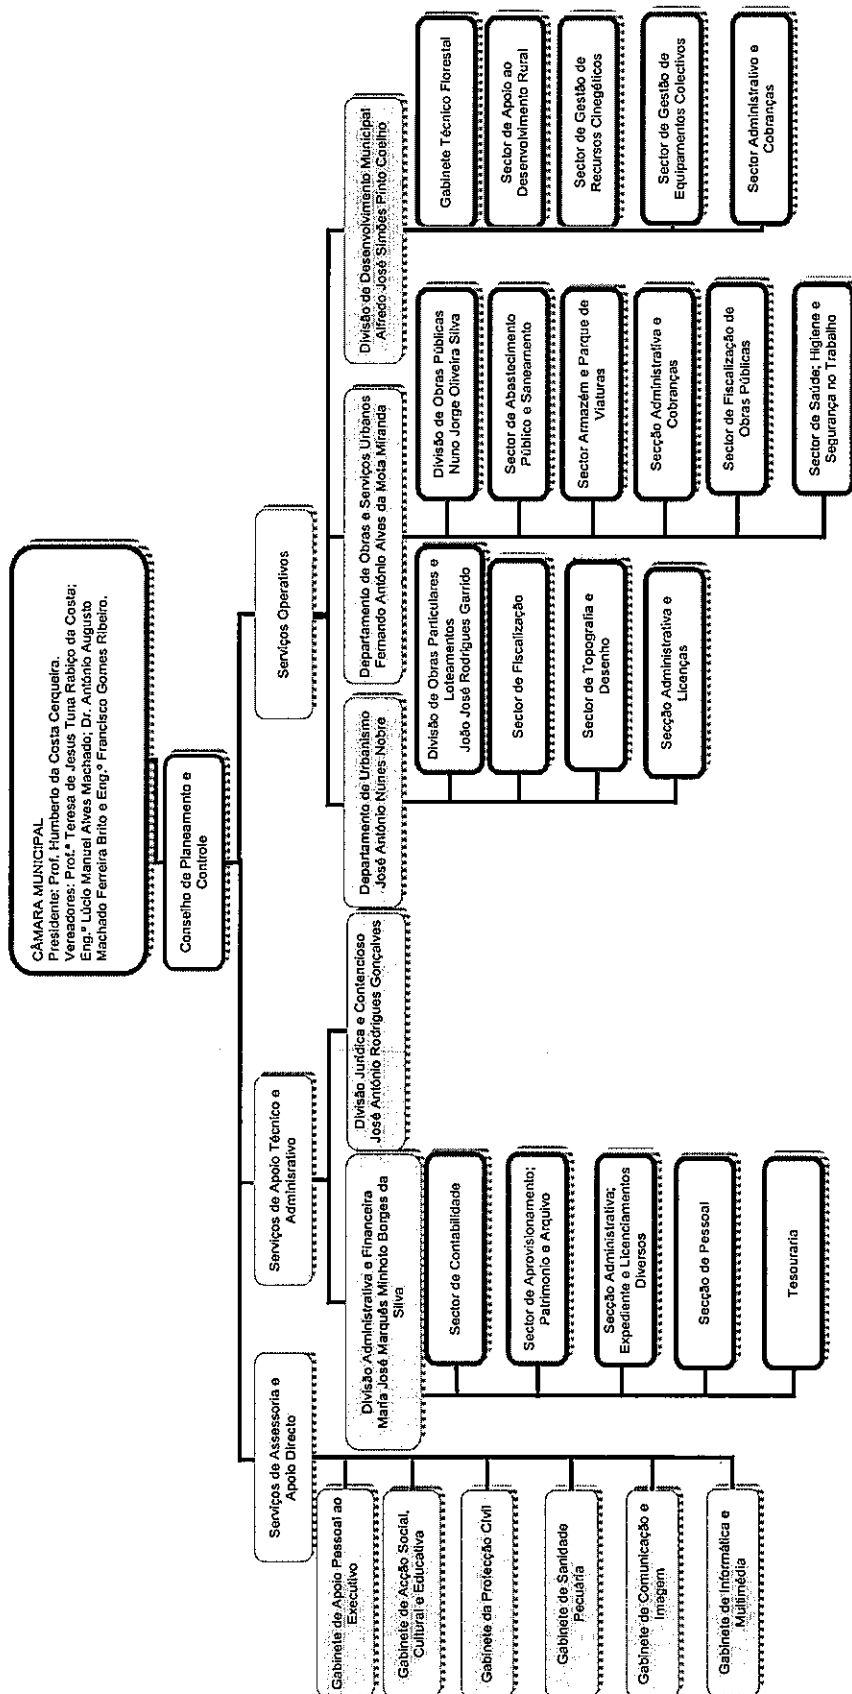 CÂMARA MUNICIPAL
Presidente: Prof. Humberto da Costa Cerqueira.
Vereadores: Prof.ª Teresa de Jesus Tuna Rabiço da Costa;
Eng.º Lúcio Manuel Alves Machado; Dr. António Augusto
Machado Ferreira Brito e Eng.º Francisco Gomes Ribeiro.
Conselho de Planeamento e
Controle
Serviços de Assessoria e
Apoio Directo
Serviços de Apoio Técnico e
Adminisrativo
Serviços Operativos
Gabinete de Apoio Pessoal ao
Executivo
Gabinete de Acção Social,
Cultural e Educativa
Gabinete da Protecção Civil
Gabinete de Sanidade
Pecuária
Gabinete de Comunicação e
Imagem
Gabinete de Informática e
Multimédia
Divisão Administrativa e Financeira
Maria José Marquês Minhoto Borges da
Silva
Sector de Contabilidade
Sector de Aprovisionamento;
Patrimonio e Arquivo
Secção Administrativa;
Expediente e Licenciamentos
Diversos
Secção de Pessoal
Tesouraria
Divisão Jurídica e Contencioso
José António Rodrigues Gonçalves
Departamento de Urbanismo
José António Nunes Nobre
Divisão de Obras Particulares e
Loteamentos
João José Rodrigues Garrido
Sector de Fiscalização
Sector de Topografia e
Desenho
Secção Administrativa e
Licenças
Departamento de Obras e Serviços Urbanos
Fernando António Alves da Mota Miranda
Divisão de Obras Públicas
Nuno Jorge Oliveira Silva
Sector de Abastecimento
Público e Saneamento
Sector Armazém e Parque de
Viaturas
Secção Administrativa e
Cobranças
Sector de Fiscalização de
Obras Públicas
Sector de Saúde; Higiene e
Segurança no Trabalho
Divisão de Desenvolvimento Municipal
Alfredo José Simões Pinto Coelho
Gabinete Técnico Florestal
Sector de Apoio ao
Desenvolvimento Rural
Sector de Gestão de
Recursos Cinegéticos
Sector de Gestão de
Equipamentos Colectivos
Sector Administrativo e
Cobranças